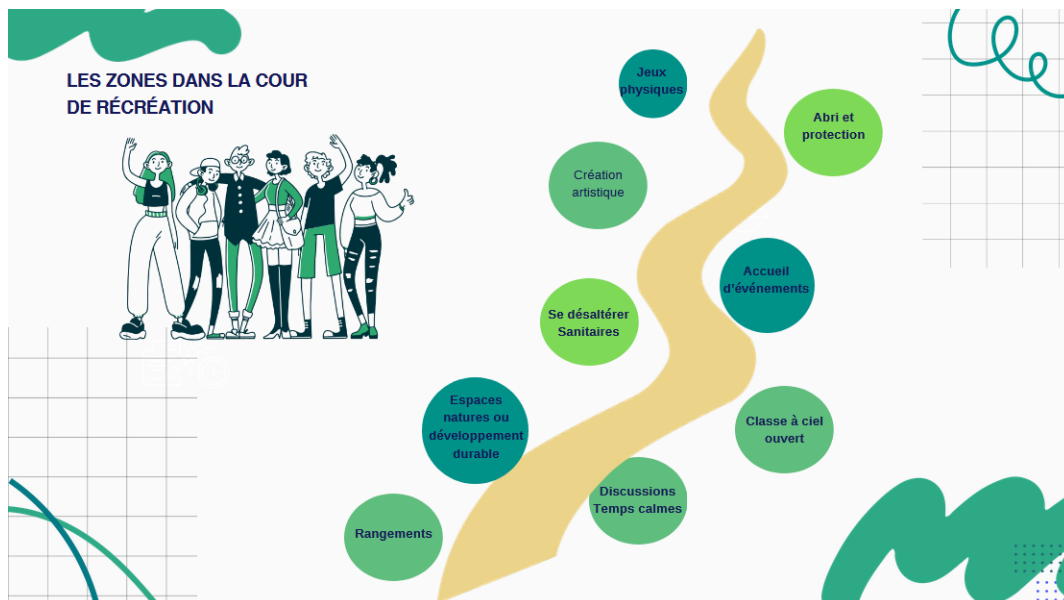 LES ZONES DANS LA COUR
DE RÉCRÉATION
Jeux
physiques
Abri et
protection
Création
artistique
Accueil
d'événements
Se désaltérer
Sanitaires
Espaces
natures ou
développement
durable
Classe à ciel
ouvert
Discussions
Temps calmes
Rangements